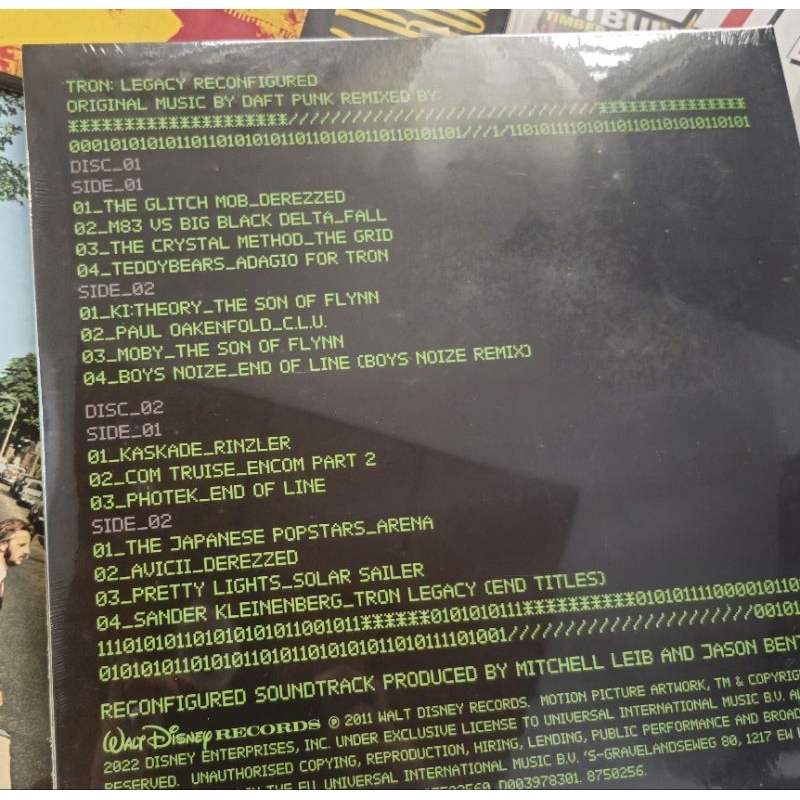 TRON: LEGACY RECONFIGURED
ORIGINAL MUSIC BY DAFT PUNK REMIXED BY:
DISC_01
SIDE_01
01_THE GLITCH MOB_DEREZZED
02_M83 VS BIG BLACK DELTA_FALL
03_THE CRYSTAL METHOD_THE GRID
04_TEDDYBEARS_ADAGIO FOR TRON
SIDE_02
01_KI:THEORY_THE SON OF FLYNN
02_PAUL OAKENFOLD_C.L.U.
03_MOBY_THE SON OF FLYNN
04_BOYS NOIZE_END OF LINE (BOYS NOIZE REMIX)
DISC_02
SIDE_01
01_KASKADE_RINZLER
02_COM TRUISE_ENCOM PART 2
03_PHOTEK_END OF LINE
SIDE_02
01_THE JAPANESE POPSTARS_ARENA
02_AVICII_DEREZZED
03_PRETTY LIGHTS_SOLAR SAILER
04_SANDER KLEINENBERG_TRON LEGACY (END TITLES)
RECONFIGURED SOUNDTRACK PRODUCED BY MITCHELL LEIB AND JASON
WALT DISNEY RECORDS ℗ 2011 WALT DISNEY RECORDS. MOTION PICTURE ARTWORK, TM &
2022 DISNEY ENTERPRISES, INC. UNDER EXCLUSIVE LICENSE TO UNIVERSAL INTERNATIONAL MUSIC B.V.
RESERVED. UNAUTHORISED COPYING, REPRODUCTION, HIRING, LENDING, PUBLIC PERFORMANCE AND
THE EU UNIVERSAL INTERNATIONAL MUSIC B.V. 'S-GRAVELANDSEWEG 80, 1217 EW
D003978301. 8750256.